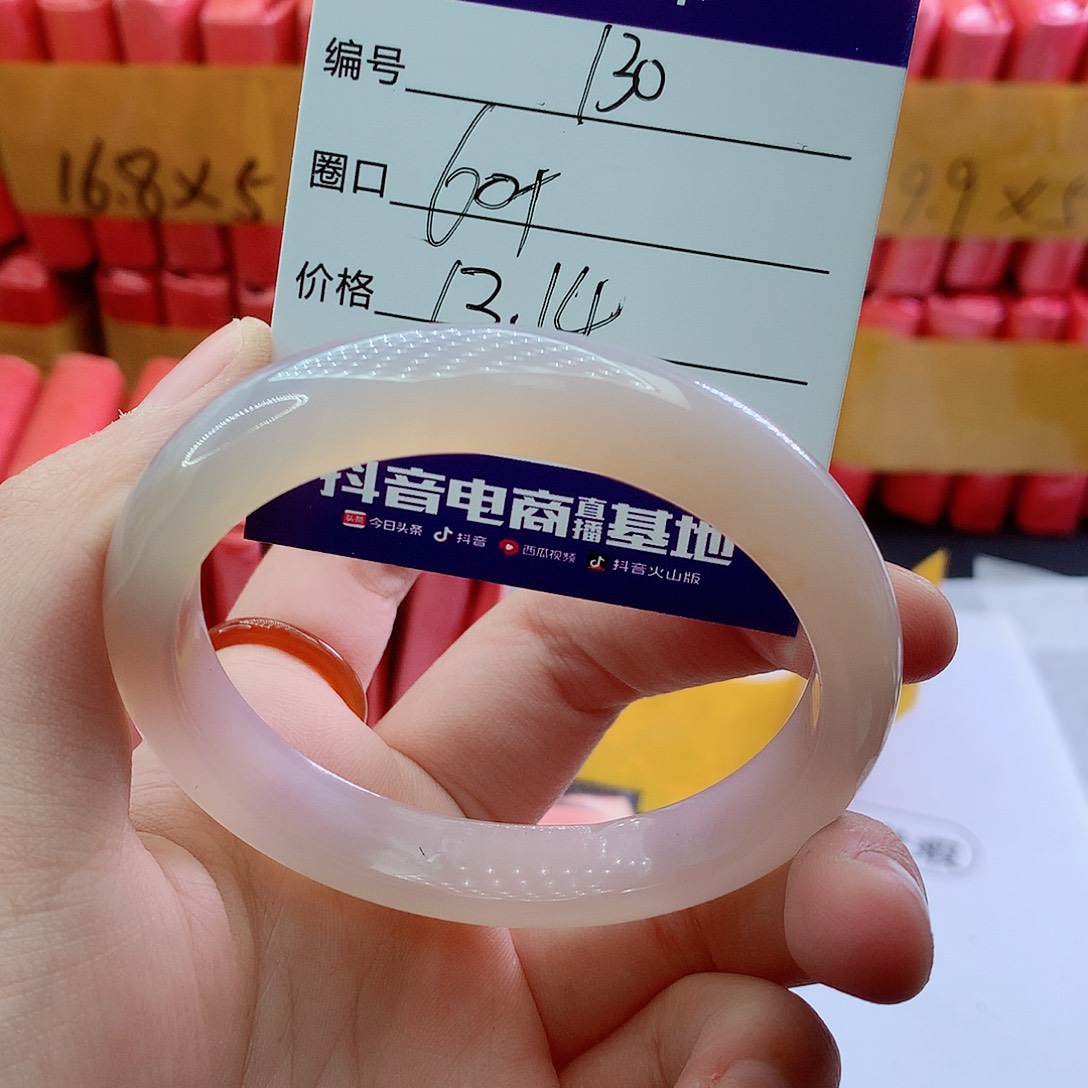 编号 130
圈口
价格 13.14
16.8×5
9.9×5
抖音电商直播基地
头条 今日头条 抖音 西瓜视频 抖音火山版